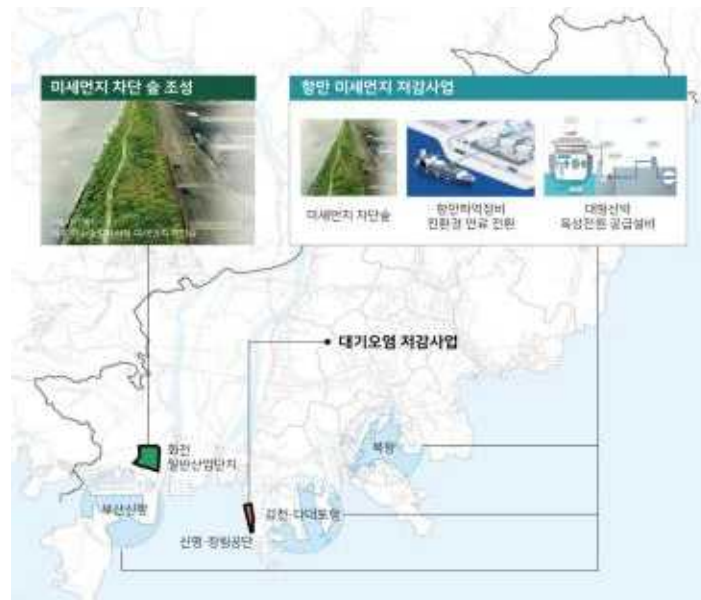 미세먼지 차단 숲 조성
항만 미세먼지 저감사업
미세먼지 차단숲
항만하역장비
친환경 연료 전환
대형선박
육상전원 공급설비
대기오염 저감사업
화전
일반산업단지
북항
부산신항
감천·다대포항
신평·장림공단